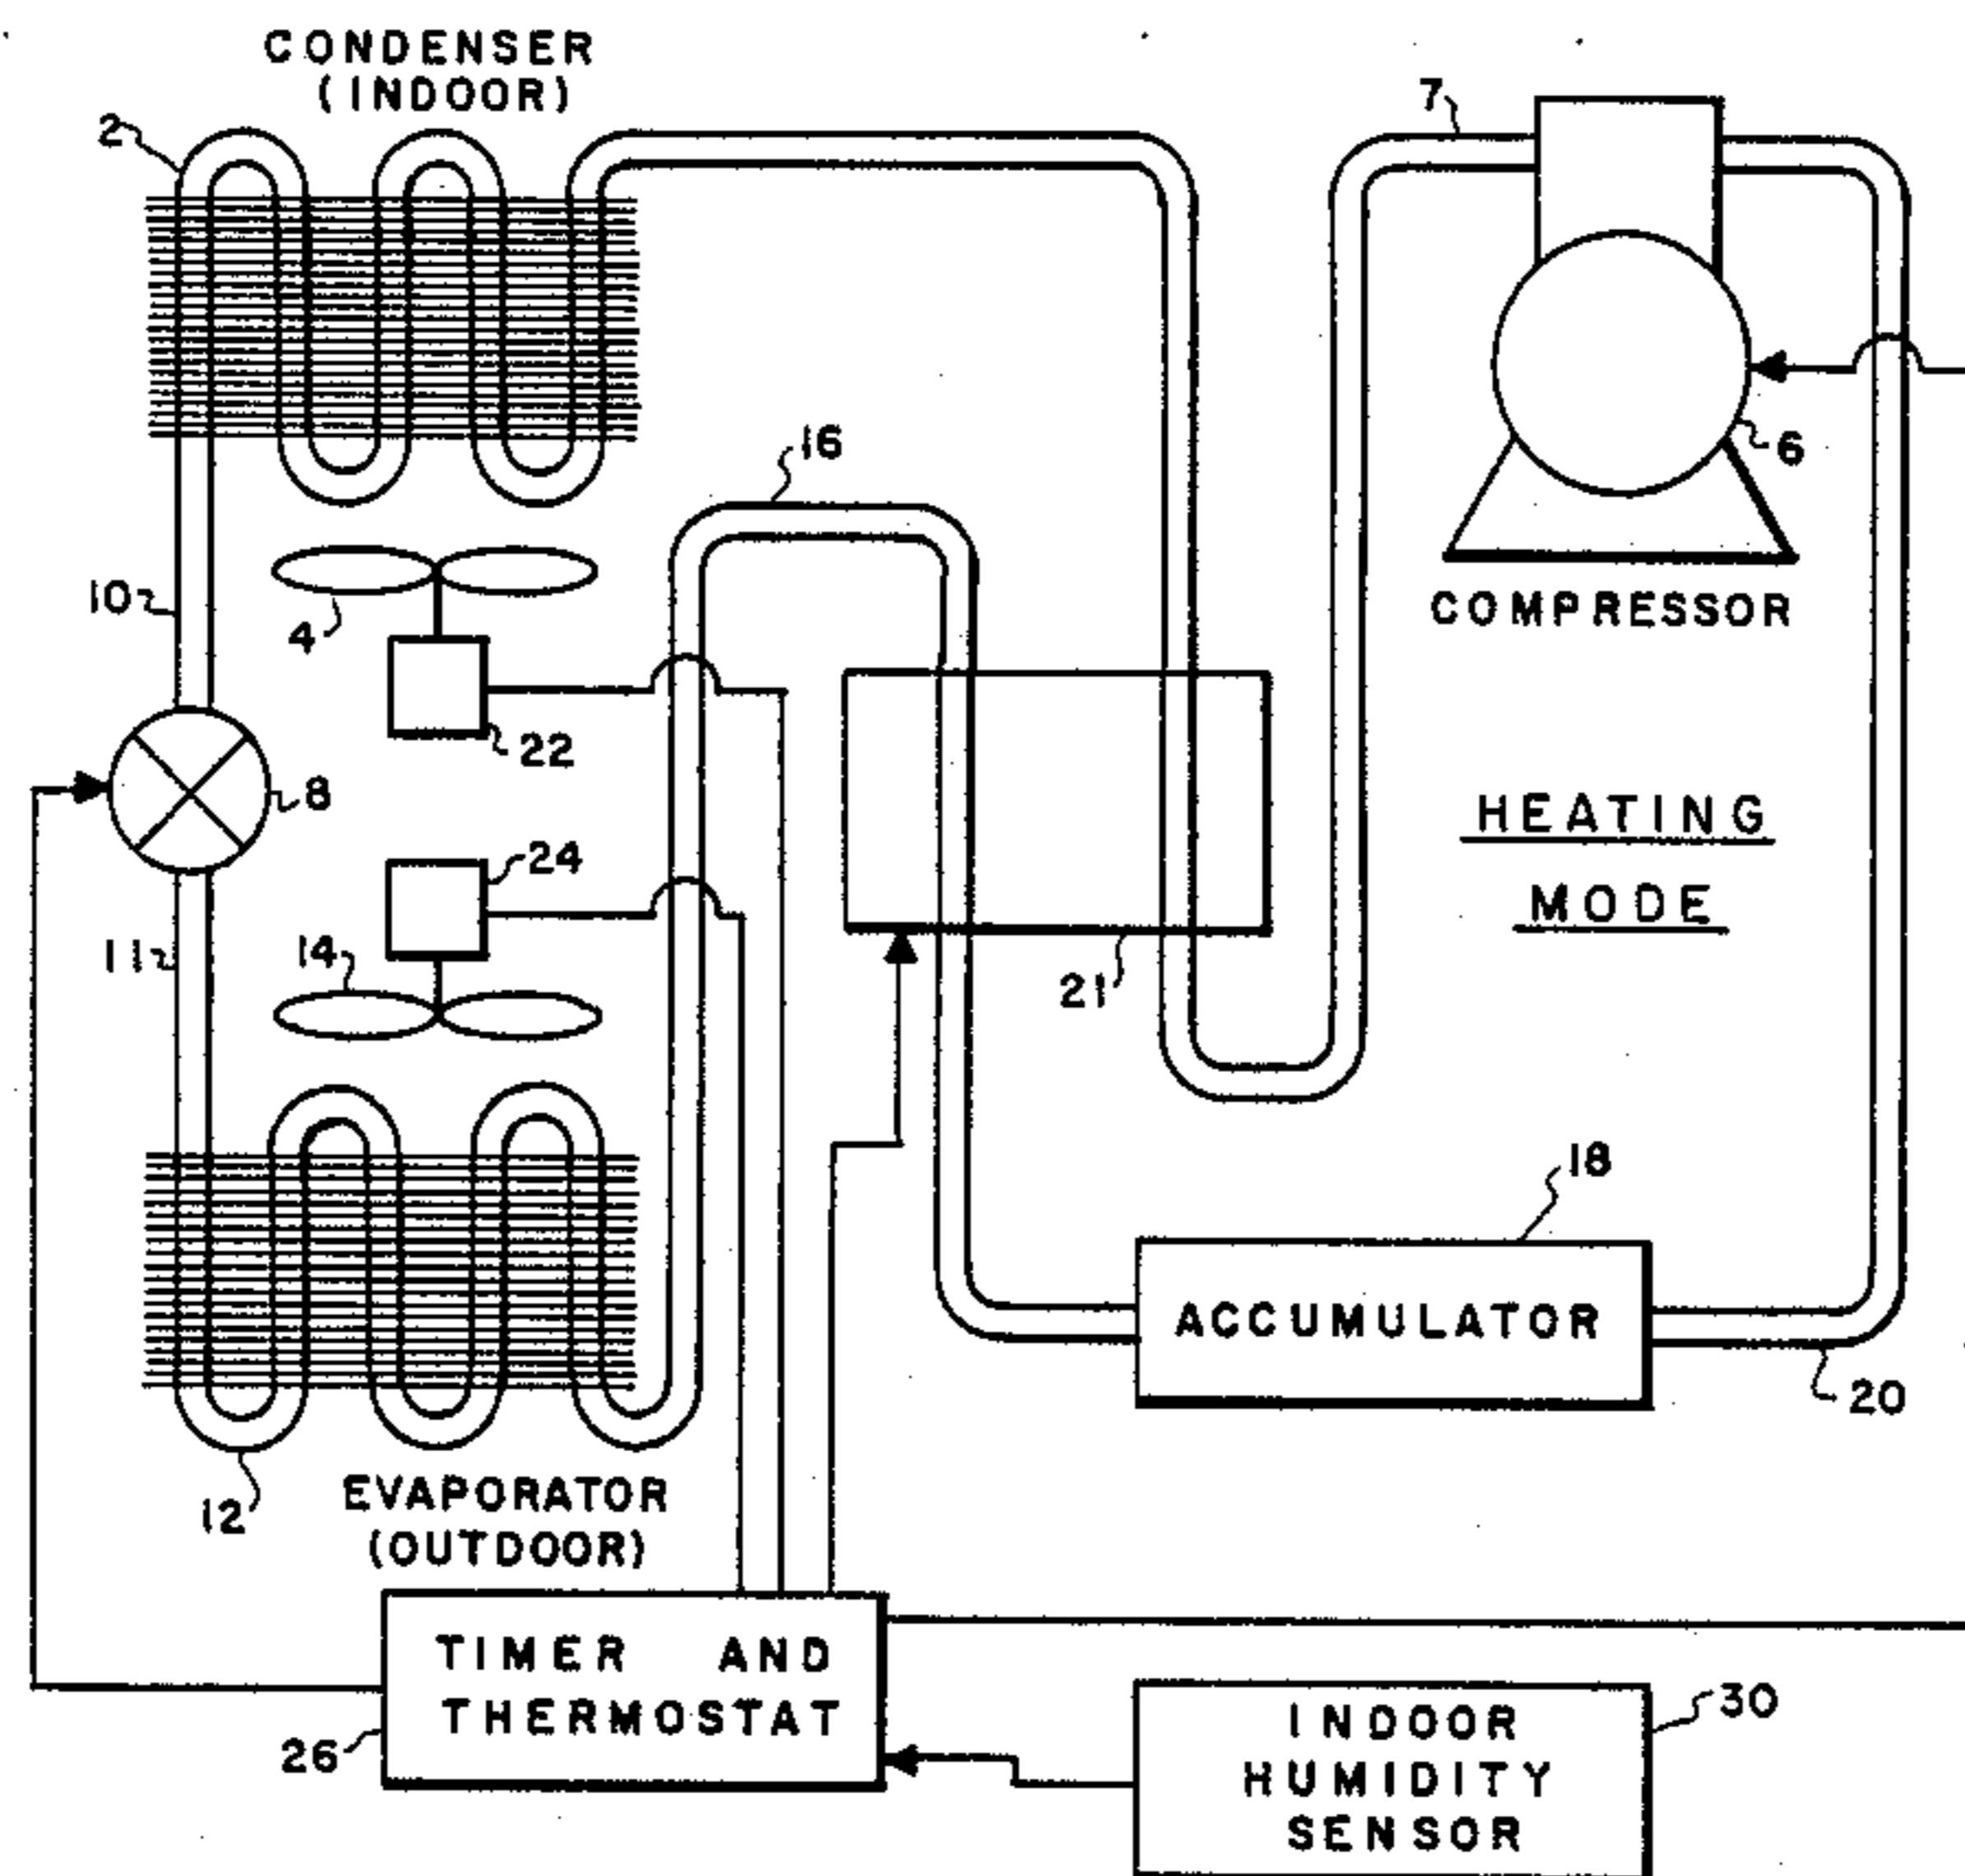 CONDENSER
(INDOOR)
2
7
16
6
COMPRESSOR
10
4
22
8
HEATING
MODE
24
11
14
21
18
ACCUMULATOR
20
12
EVAPORATOR
(OUTDOOR)
TIMER AND
THERMOSTAT
26
30
INDOOR
HUMIDITY
SENSOR